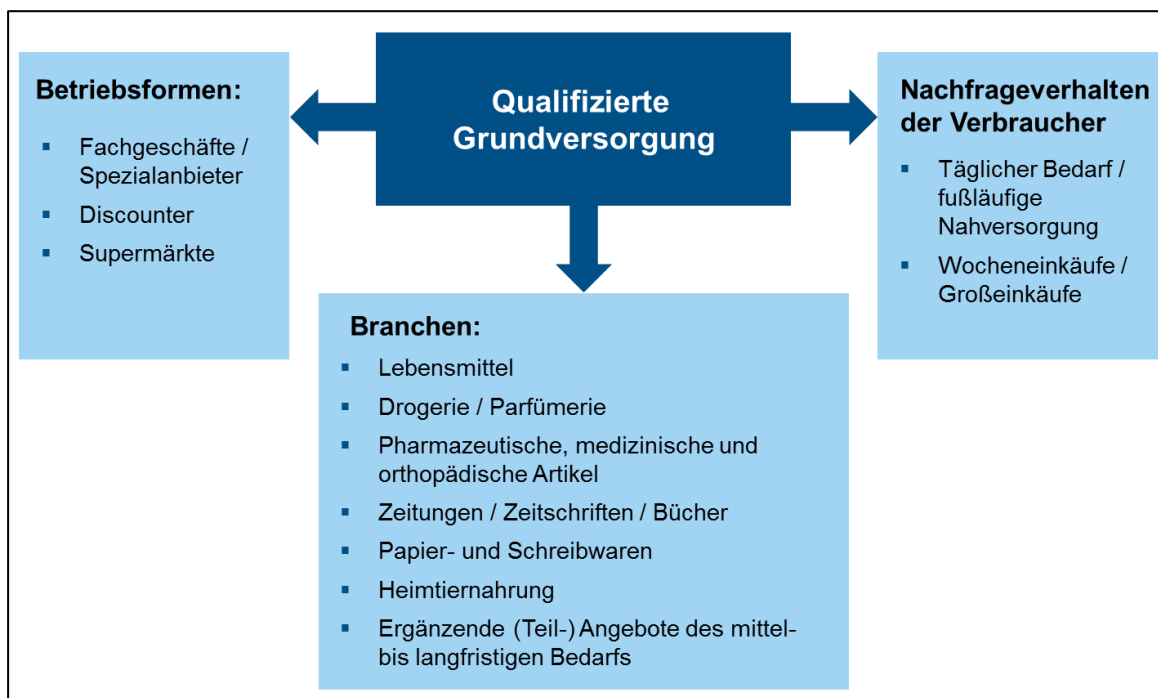 Qualifizierte
Grundversorgung
Betriebsformen:
▪ Fachgeschäfte /
Spezialanbieter
▪ Discounter
▪ Supermärkte
Nachfrageverhalten
der Verbraucher
▪ Täglicher Bedarf /
fußläufige
Nahversorgung
▪ Wocheneinkäufe /
Großeinkäufe
Branchen:
▪ Lebensmittel
▪ Drogerie / Parfümerie
▪ Pharmazeutische, medizinische und
orthopädische Artikel
▪ Zeitungen / Zeitschriften / Bücher
▪ Papier- und Schreibwaren
▪ Heimtiernahrung
▪ Ergänzende (Teil-) Angebote des mittel-
bis langfristigen Bedarfs